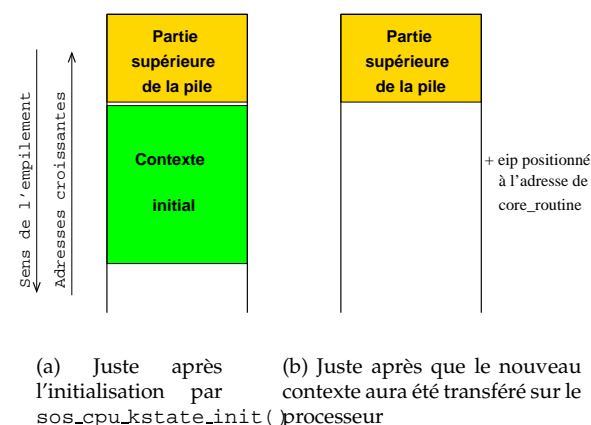 Sens de l'empilement
Adresses croissantes
Partie
supérieure
de la pile
Contexte
initial
Partie
supérieure
de la pile
+ eip positionné
à l'adresse de
core_routine
(a) Juste après
l'initialisation par
sos_cpu_kstate_init()
(b) Juste après que le nouveau
contexte aura été transféré sur le
processeur